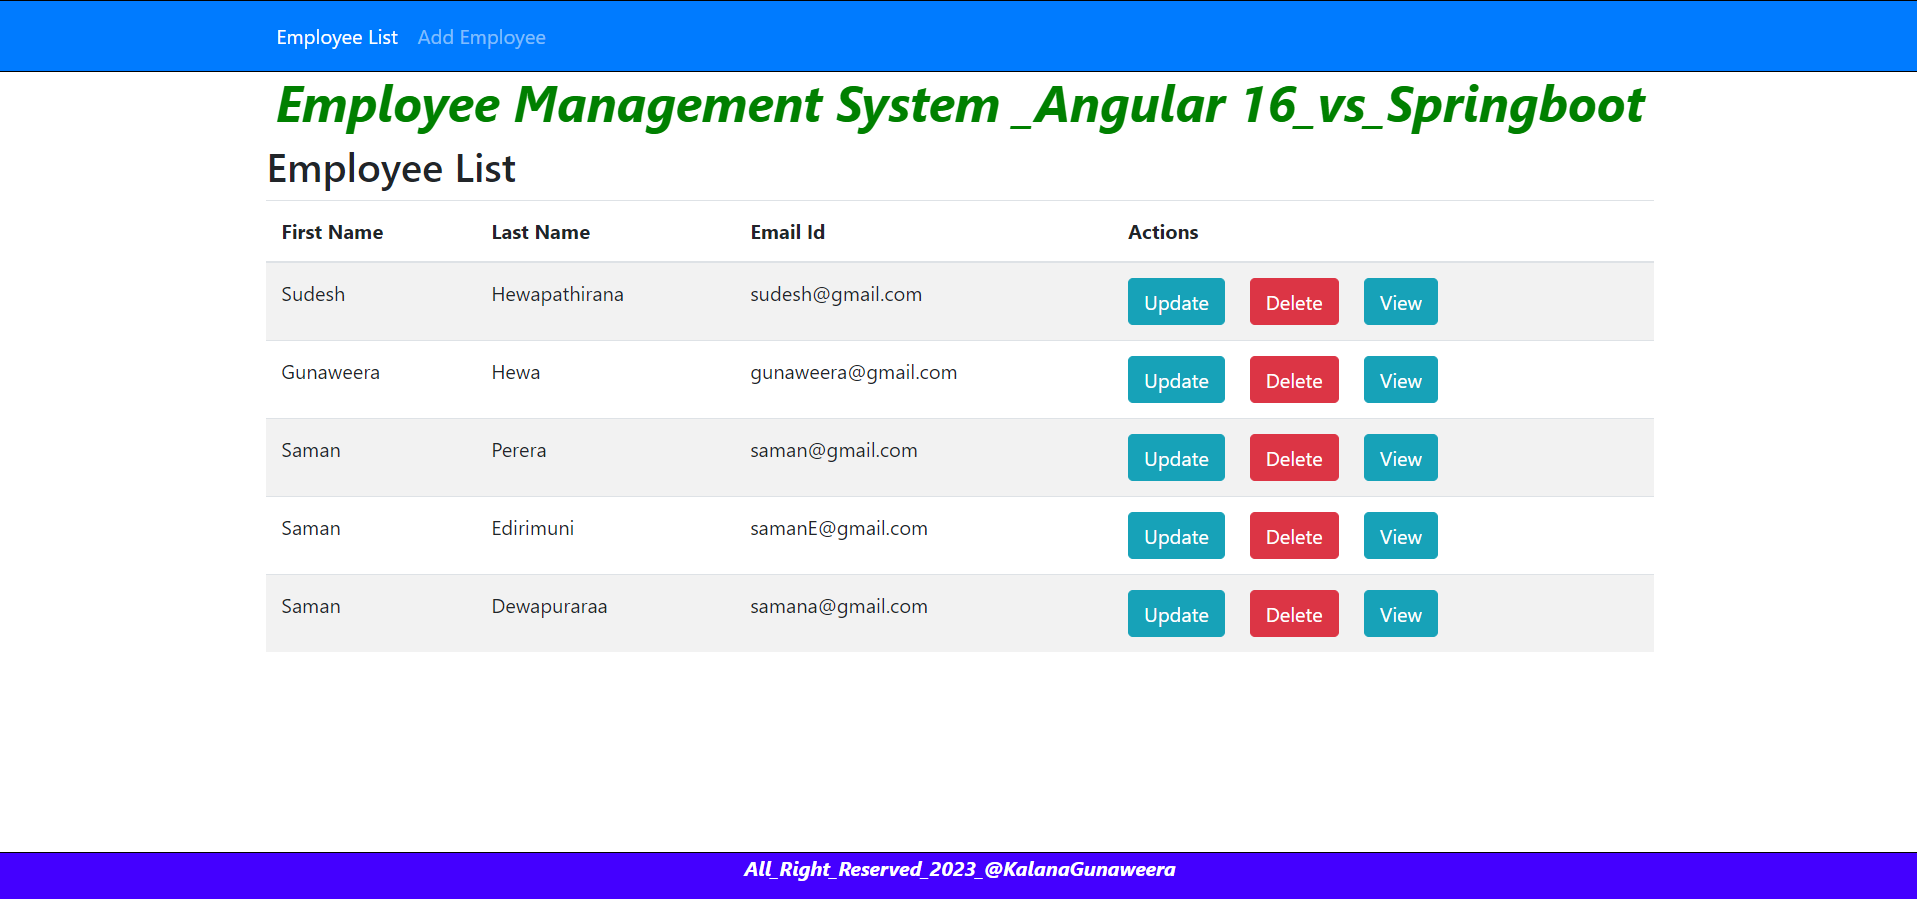 Employee List Add Employee
Employee Management System _Angular 16_vs_Springboot
Employee List
First Name Last Name Email Id Actions
Sudesh Hewapathirana sudesh@gmail.com Update Delete View
Gunaweera Hewa gunaweera@gmail.com Update Delete View
Saman Perera saman@gmail.com Update Delete View
Saman Edirimuni samanE@gmail.com Update Delete View
Saman Dewapuraraa samana@gmail.com Update Delete View
All_Right_Reserved_2023_@KalanaGunaweera